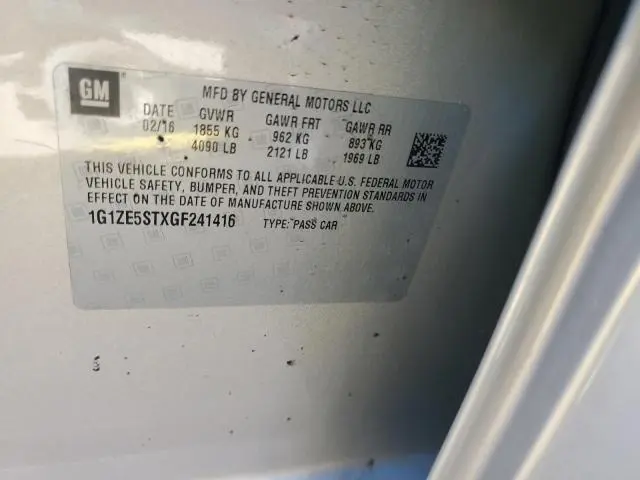 GM
MFD BY GENERAL MOTORS LLC
DATE GVWR GAWR FRT GAWR RR
02/16 1855 KG 962 KG 893 KG
4090 LB 2121 LB 1969 LB
THIS VEHICLE CONFORMS TO ALL APPLICABLE U.S. FEDERAL MOTOR
VEHICLE SAFETY, BUMPER, AND THEFT PREVENTION STANDARDS IN
EFFECT ON THE DATE OF MANUFACTURE SHOWN ABOVE.
1G1ZE5STXGF241416 TYPE: PASS CAR